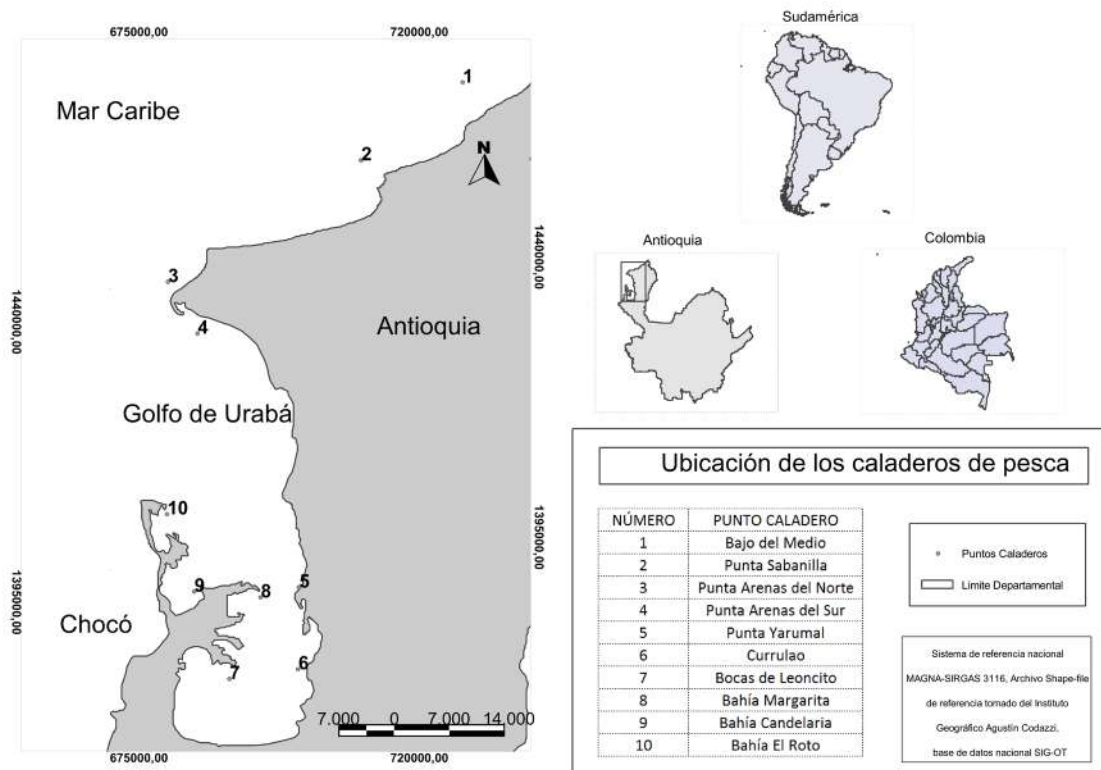 675000,00
720000,00
Mar Caribe
1
2
N
3
4
1440000,00
1440000,00
Antioquia
Golfo de Urabá
10
9
8
5
1395000,00
1395000,00
Chocó
7
6
7.000 0 7.000 14.000
675000,00
720000,00
Sudamérica
Antioquia
Colombia
Ubicación de los caladeros de pesca
NÚMERO PUNTO CALADERO
1 Bajo del Medio
2 Punta Sabanilla
3 Punta Arenas del Norte
4 Punta Arenas del Sur
5 Punta Yarumal
6 Currulao
7 Bocas de Leoncito
8 Bahía Margarita
9 Bahía Candelaria
10 Bahía El Roto
Puntos Caladeros
Limite Departamental
Sistema de referencia nacional
MAGNA-SIRGAS 3116, Archivo Shape-file
de referencia tomado del Instituto
Geográfico Agustín Codazzi,
base de datos nacional SIG-OT